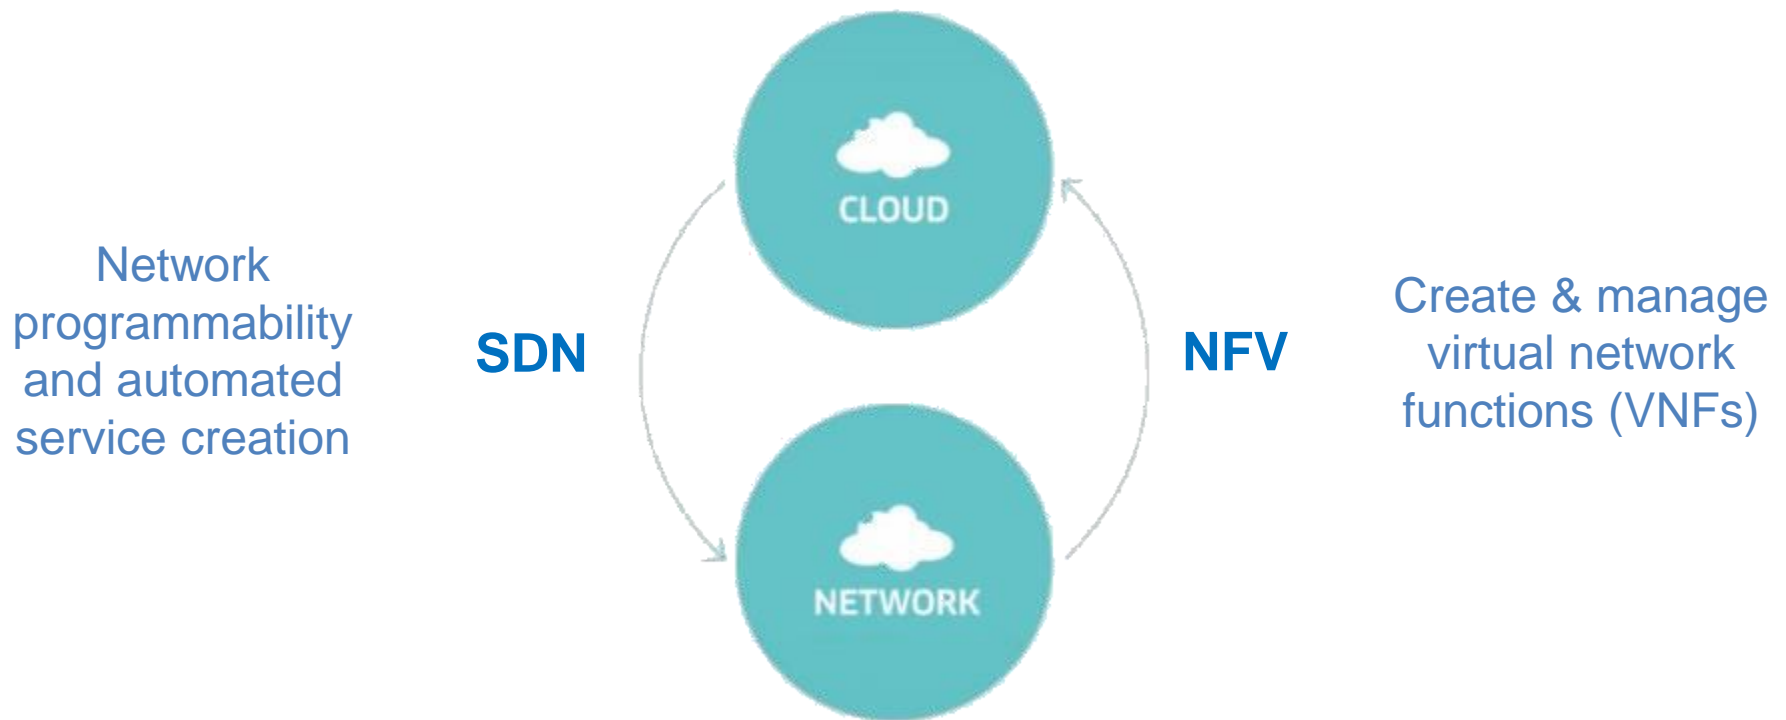 CLOUD
Network
programmability
and automated
service creation
SDN
NFV
Create & manage
virtual network
functions (VNFs)
NETWORK